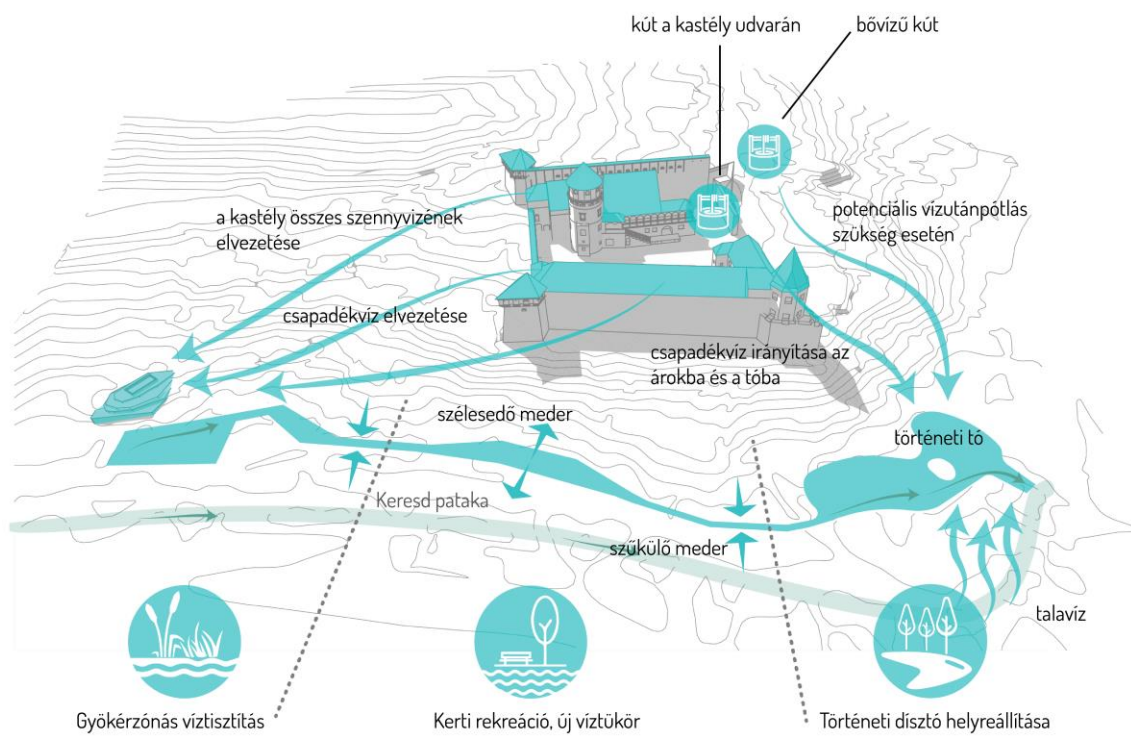 kút a kastély udvarán
bővízű kút
a kastély összes szennyvizének
elvezetése
potenciális vízutánpótlás
szükség esetén
csapadékvíz elvezetése
csapadékvíz irányítása az
árokba és a tóba
szélesedő meder
történeti tó
Keresd pataka
szűkülő meder
talavíz
Gyökérzónás víztisztítás
Kerti rekreáció, új víztükör
Történeti dísztó helyreállítása